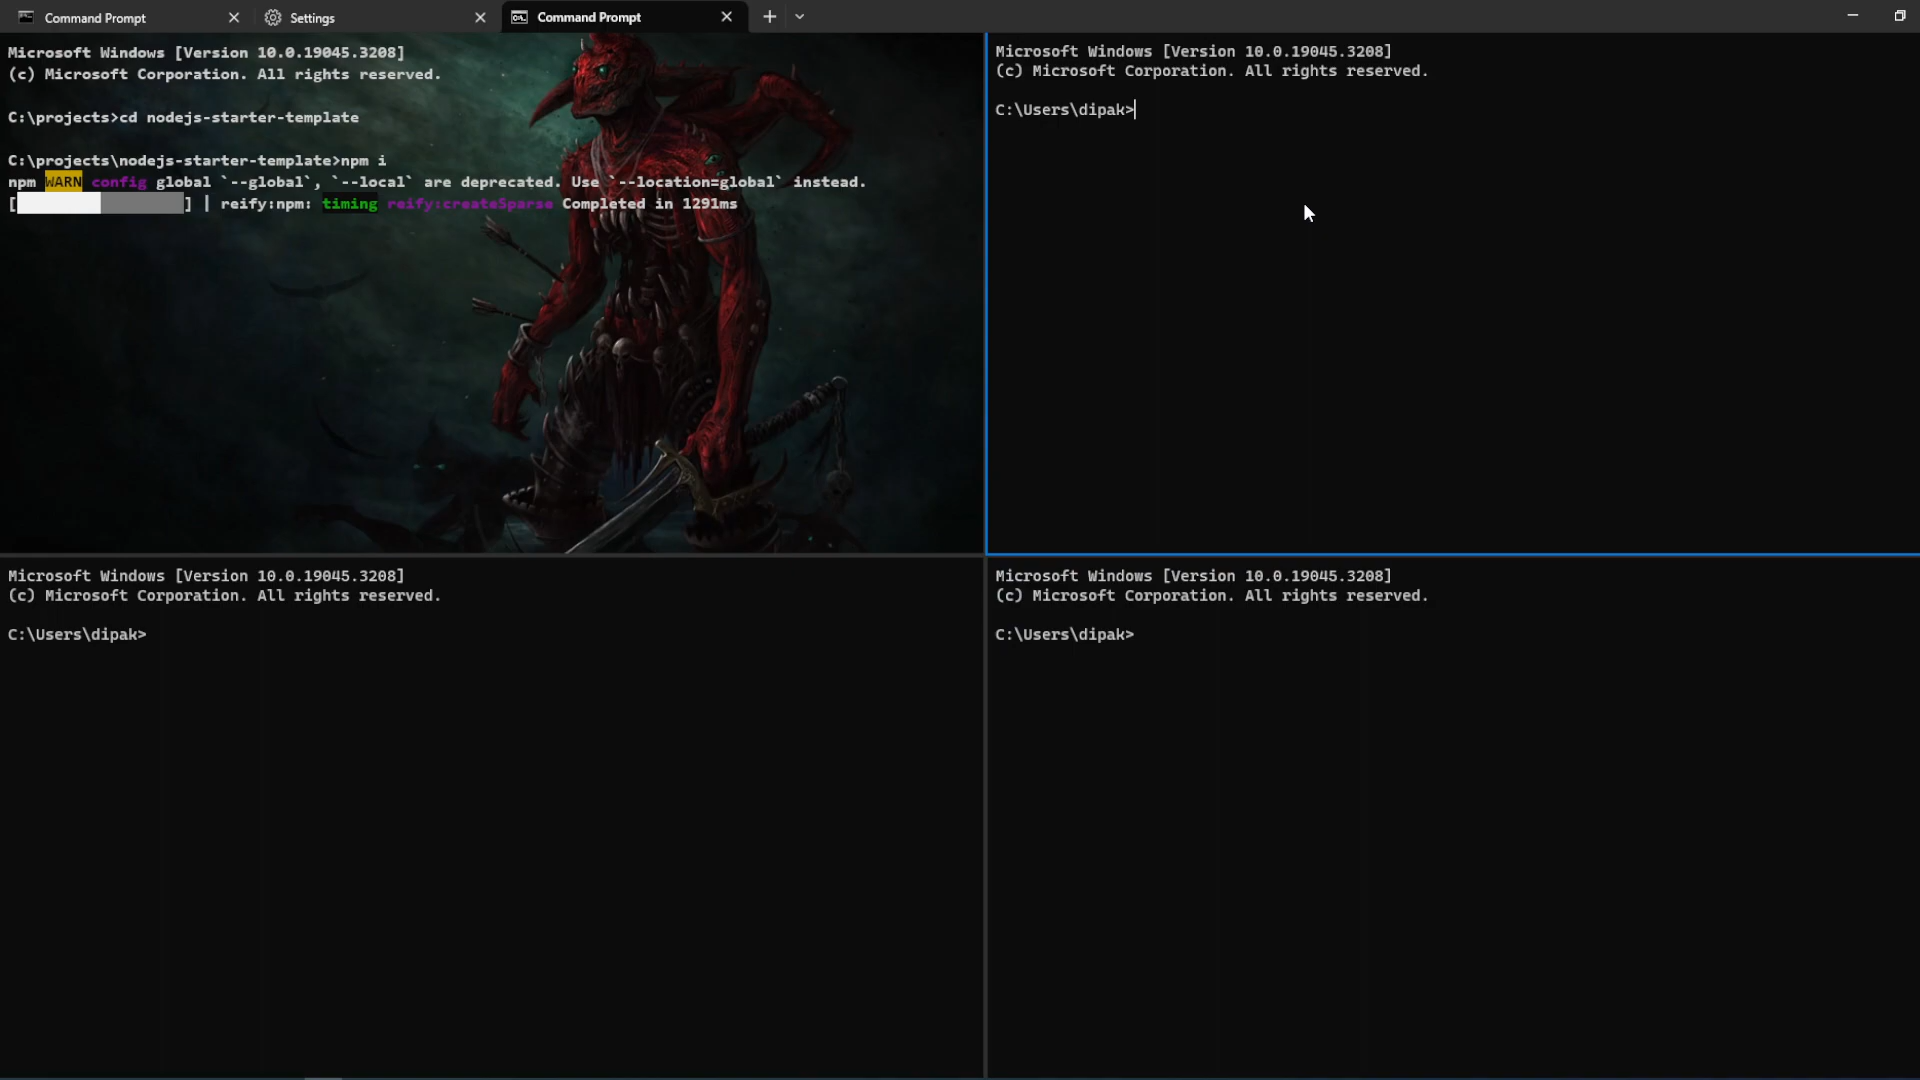 Command Prompt
Settings
Command Prompt
Microsoft Windows [Version 10.0.19045.3208]
(c) Microsoft Corporation. All rights reserved.
C:\projects>cd nodejs-starter-template
C:\projects\nodejs-starter-template>npm i
npm WARN config global `--global`, `--local` are deprecated. Use `--location=global` instead.
[ ] | reify:npm: timing reify:createSparse Completed in 1291ms
Microsoft Windows [Version 10.0.19045.3208]
(c) Microsoft Corporation. All rights reserved.
C:\Users\dipak>
Microsoft Windows [Version 10.0.19045.3208]
(c) Microsoft Corporation. All rights reserved.
C:\Users\dipak>
Microsoft Windows [Version 10.0.19045.3208]
(c) Microsoft Corporation. All rights reserved.
C:\Users\dipak>